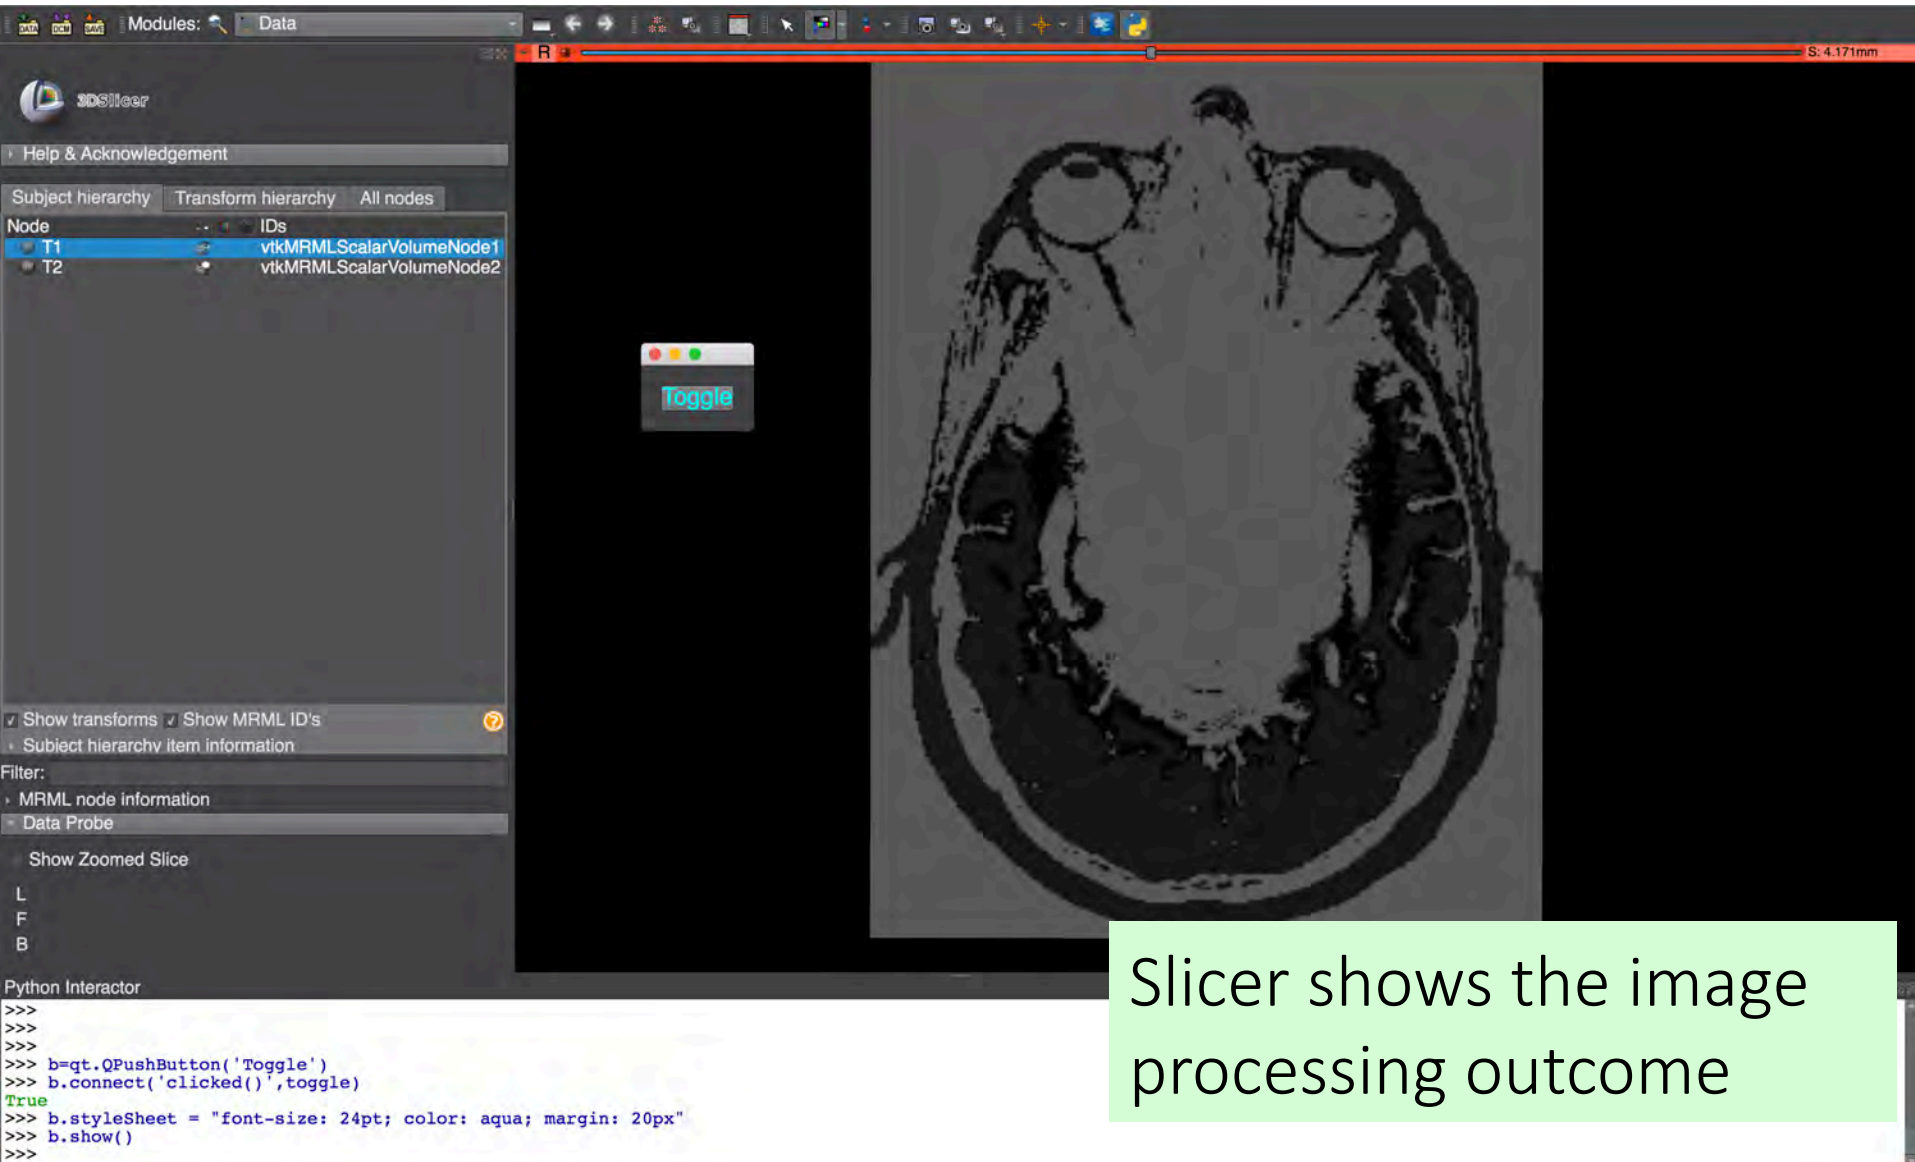 DATA DCM SAVE Modules: Data
R S: 4.171mm
3DSlicer
Help & Acknowledgement
Subject hierarchy Transform hierarchy All nodes
Node IDs
T1 vtkMRMLScalarVolumeNode1
T2 vtkMRMLScalarVolumeNode2
Toggle
Show transforms Show MRML ID's
Subject hierarchy item information
Filter:
MRML node information
Data Probe
Show Zoomed Slice
L
F
B
Python Interactor
>>>
>>>
>>>
>>> b=qt.QPushButton('Toggle')
>>> b.connect('clicked()',toggle)
True
>>> b.styleSheet = "font-size: 24pt; color: aqua; margin: 20px"
>>> b.show()
>>>
Slicer shows the image
processing outcome